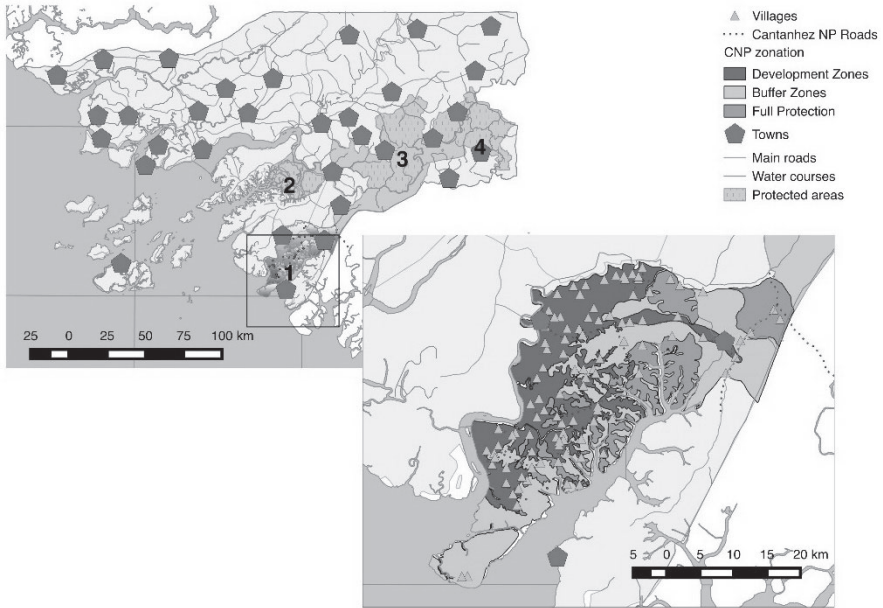 Villages
Cantanhez NP Roads
CNP zonation
Development Zones
Buffer Zones
Full Protection
Towns
Main roads
Water courses
Protected areas
4
3
2
1
25 0 25 50 75 100 km
5 0 5 10 15 20 km